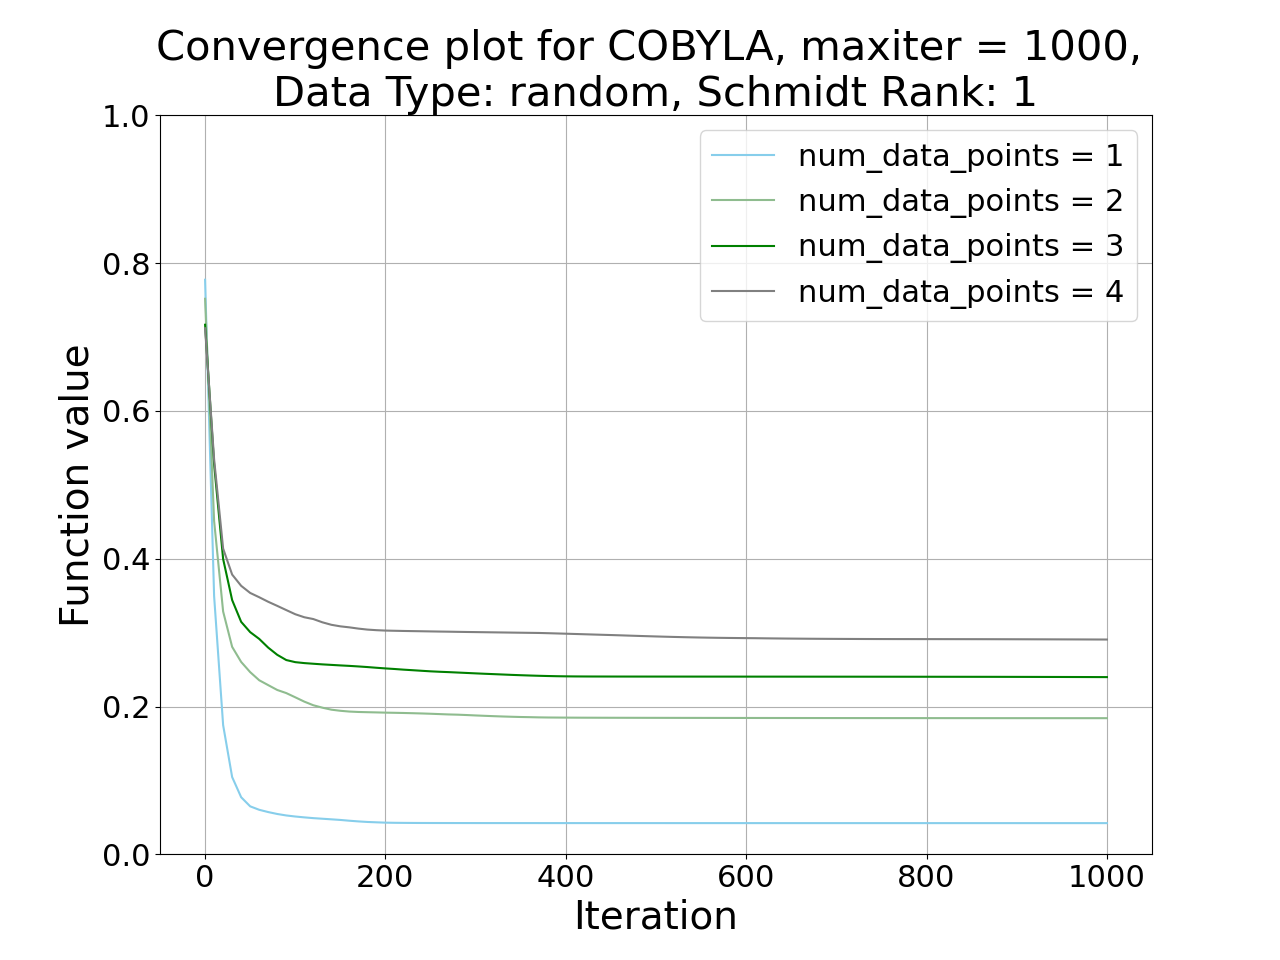 Convergence plot for COBYLA, maxiter = 1000,
Data Type: random, Schmidt Rank: 1
1.0
0.8
0.6
0.4
0.2
0.0
Function value
num_data_points = 1
num_data_points = 2
num_data_points = 3
num_data_points = 4
0 200 400 600 800 1000
Iteration